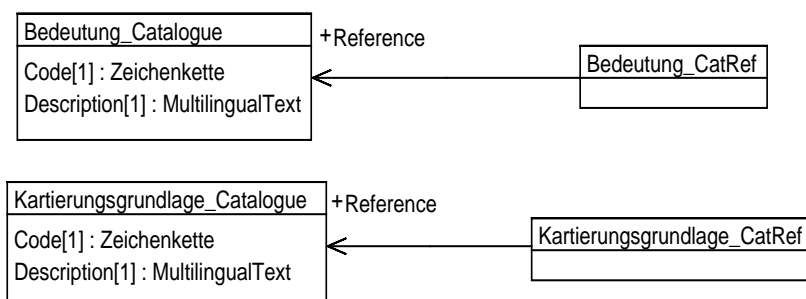 Bedeutung_Catalogue
+Reference
Code[1] : Zeichenkette
Description[1] : MultilingualText
Bedeutung_CatRef
Kartierungsgrundlage_Catalogue
+Reference
Code[1] : Zeichenkette
Description[1] : MultilingualText
Kartierungsgrundlage_CatRef